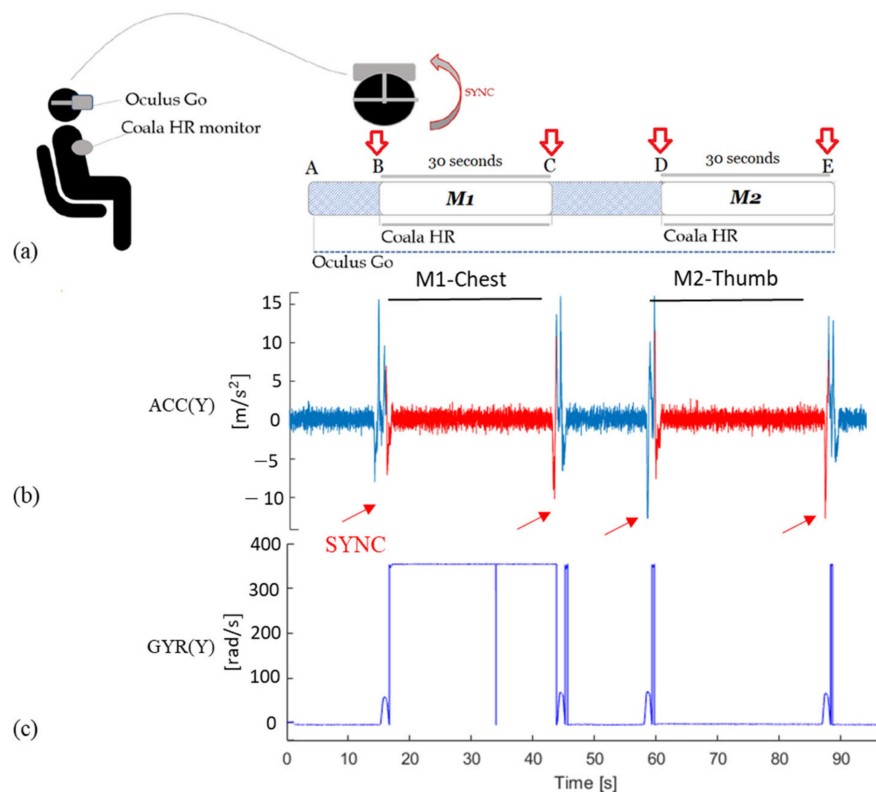 Oculus Go
Coala HR monitor
SYNC
A B C D E
30 seconds 30 seconds
M1 M2
Coala HR Coala HR
Oculus Go
(a)
M1-Chest M2-Thumb
15
10
5
0
−5
−10
ACC(Y)
[m/s²]
(b)
SYNC
400
300
200
100
0
GYR(Y)
[rad/s]
(c)
0 10 20 30 40 50 60 70 80 90
Time [s]